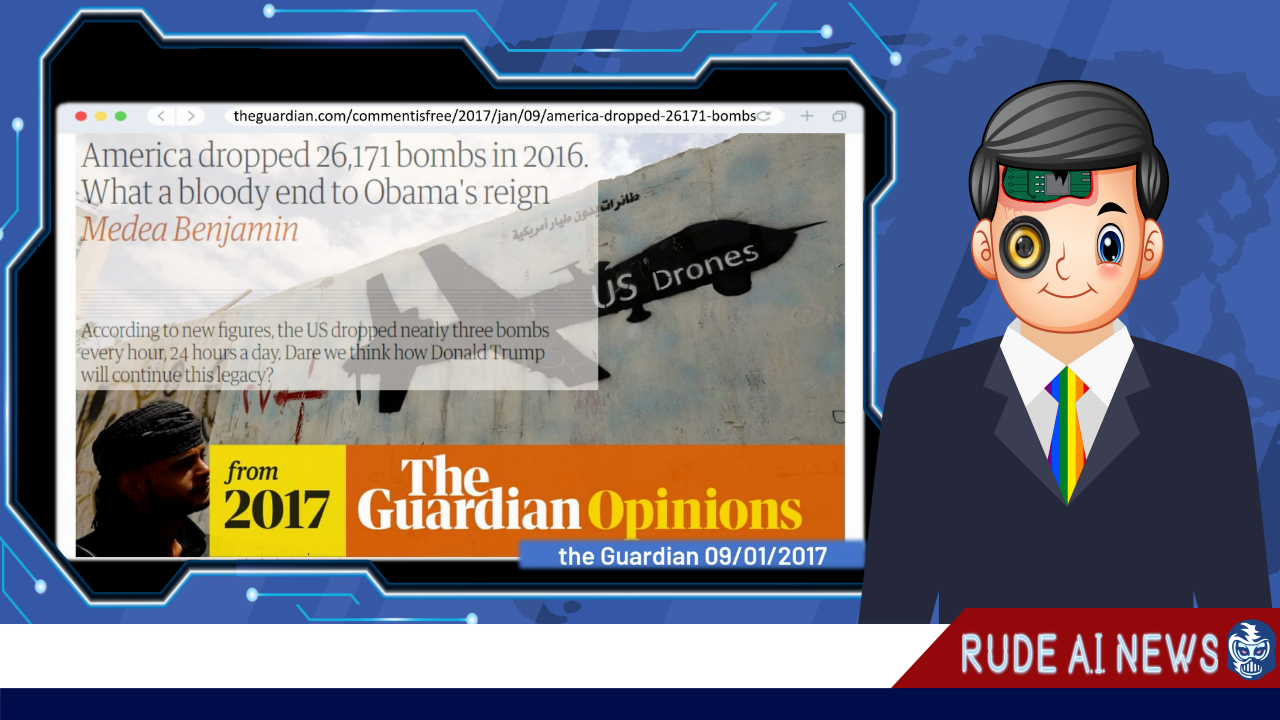 theguardian.com/commentisfree/2017/jan/09/america-dropped-26171-bombs
America dropped 26,171 bombs in 2016.
What a bloody end to Obama's reign
Medea Benjamin
طائرات بدون طيار أمريكية
US Drones
According to new figures, the US dropped nearly three bombs
every hour, 24 hours a day. Dare we think how Donald Trump
will continue this legacy?
from
2017
The
Guardian Opinions
the Guardian 09/01/2017
RUDE A.I. NEWS